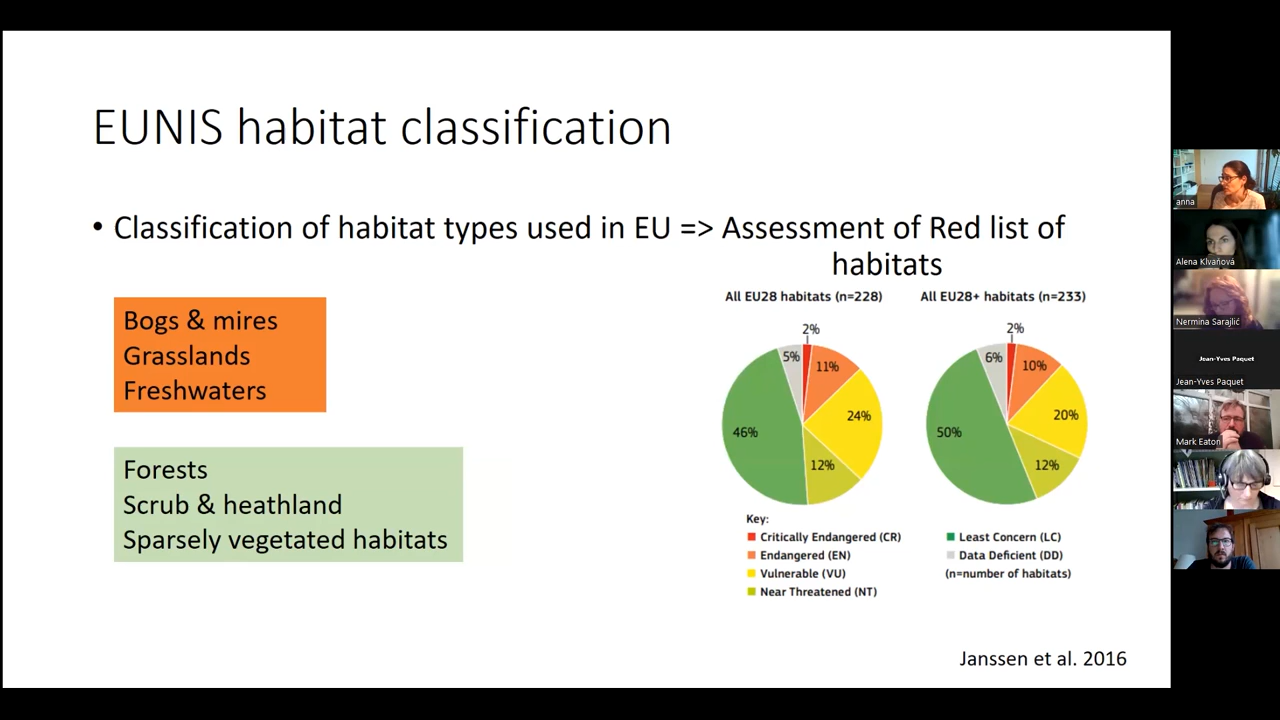 EUNIS habitat classification
• Classification of habitat types used in EU => Assessment of Red list of
habitats
Bogs & mires
Grasslands
Freshwaters
Forests
Scrub & heathland
Sparsely vegetated habitats
All EU28 habitats (n=228)
2%
5%
11%
46%
24%
12%
All EU28+ habitats (n=233)
2%
6%
10%
50%
20%
12%
Key:
Critically Endangered (CR)
Endangered (EN)
Vulnerable (VU)
Near Threatened (NT)
Least Concern (LC)
Data Deficient (DD)
(n=number of habitats)
Janssen et al. 2016
anna
Alena Klvaňová
Nermina Sarajlić
Jean-Yves Paquet
Jean-Yves Paquet
Mark Eaton